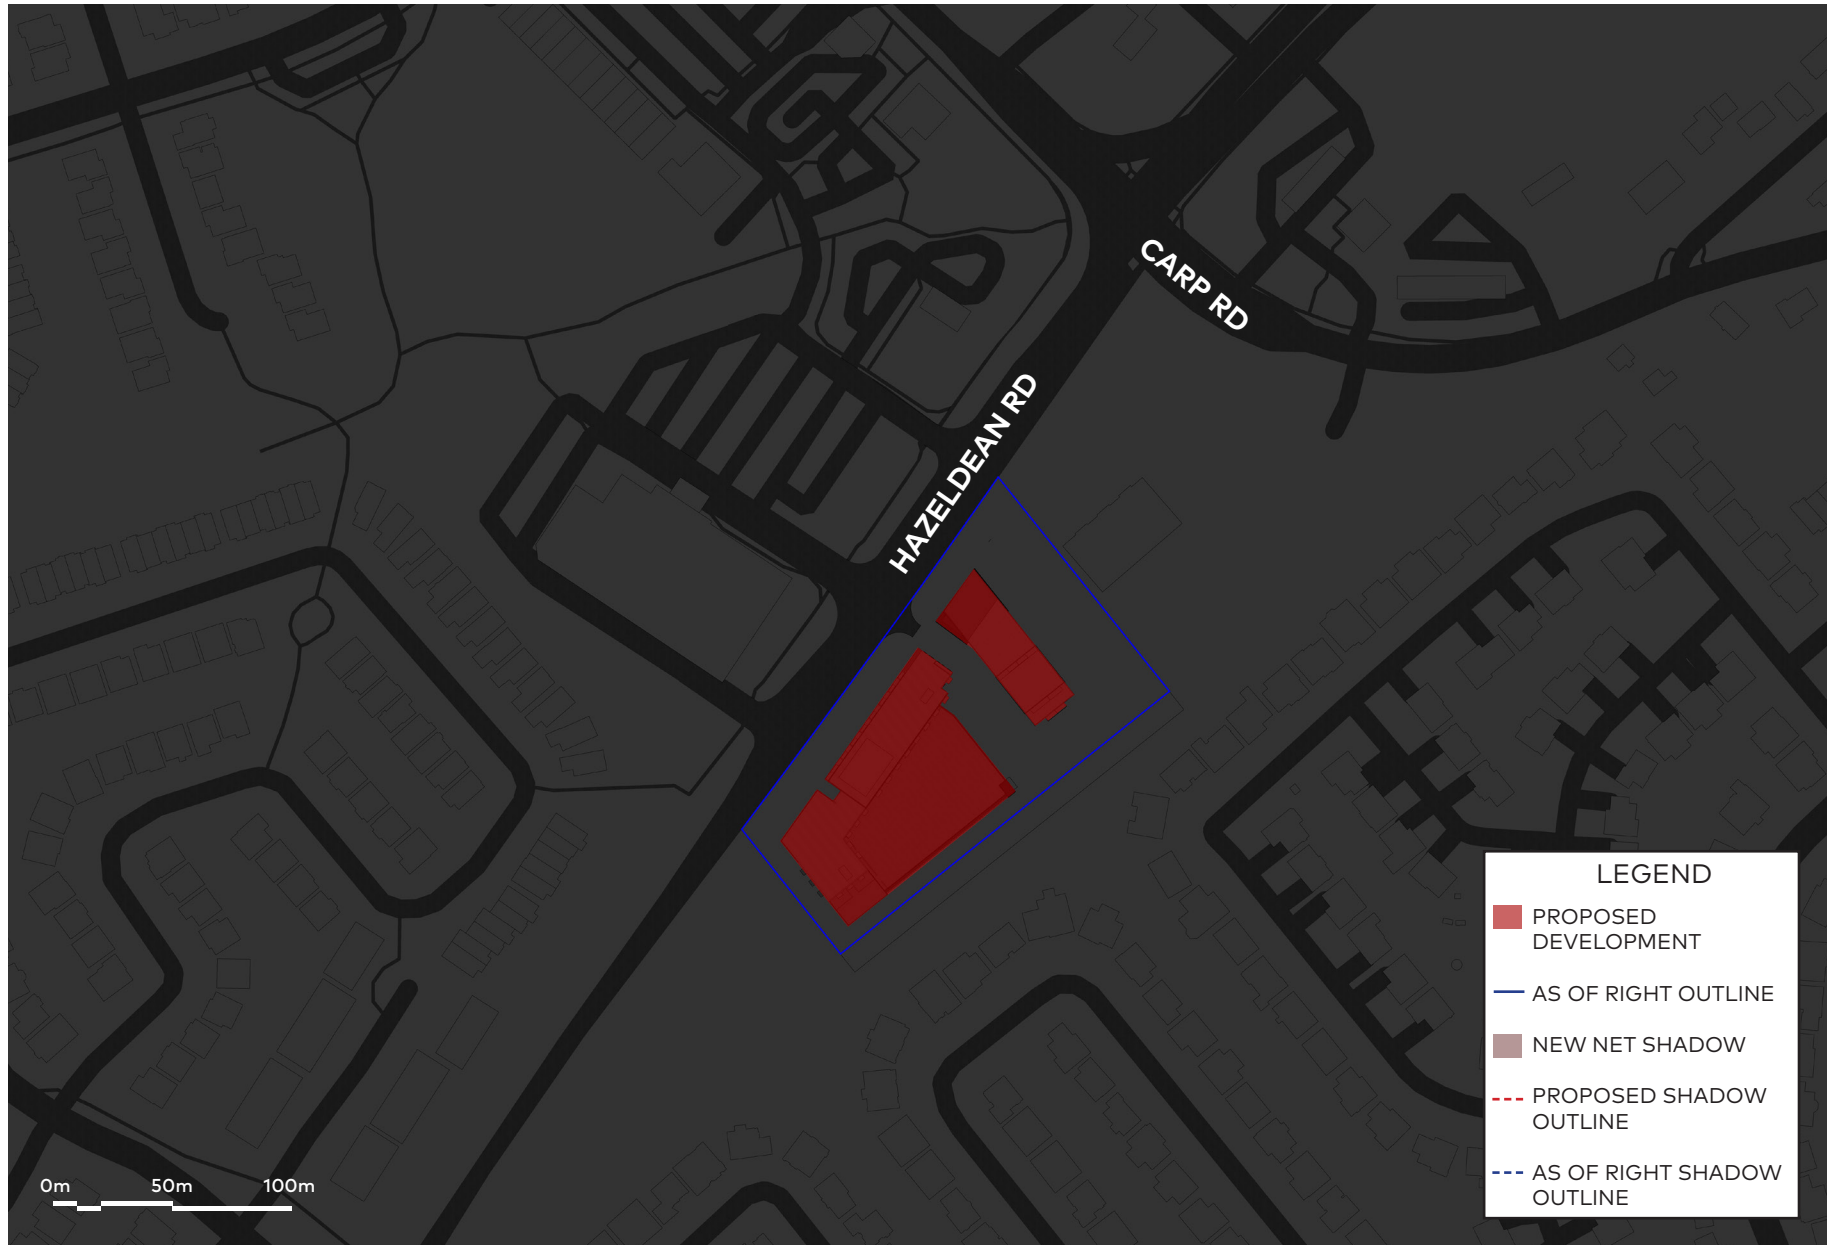 CARP RD
HAZELDEAN RD
LEGEND
PROPOSED
DEVELOPMENT
AS OF RIGHT OUTLINE
NEW NET SHADOW
PROPOSED SHADOW
OUTLINE
AS OF RIGHT SHADOW
OUTLINE
0m 50m 100m